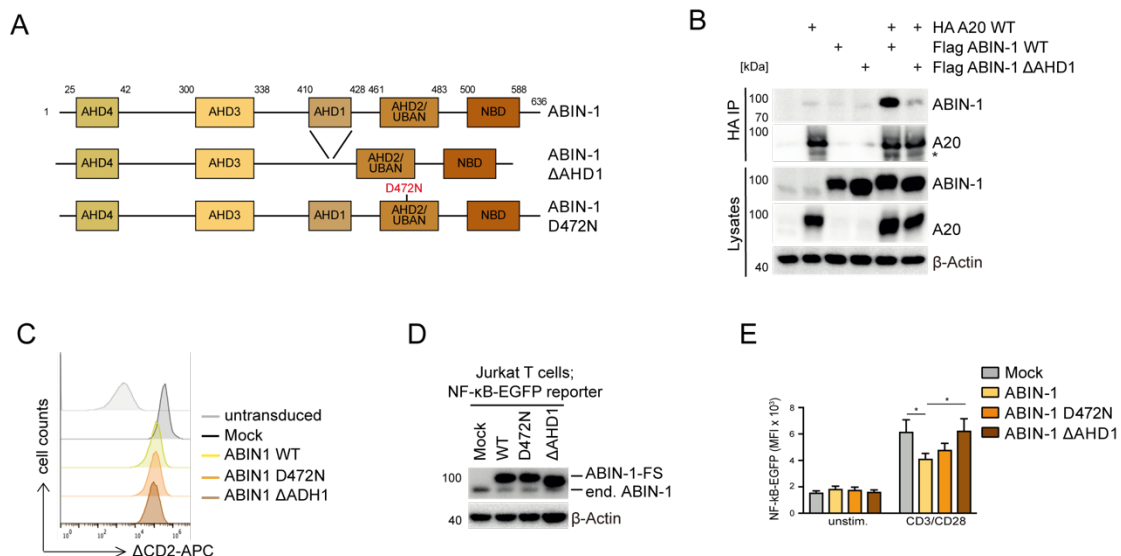 A
25 42 300 338 410 428 461 483 500 588
1 AHD4 AHD3 AHD1 AHD2/ UBAN NBD 636 ABIN-1
AHD4 AHD3 AHD2/ UBAN NBD ABIN-1 ΔAHD1
D472N
AHD4 AHD3 AHD1 AHD2/ UBAN NBD ABIN-1 D472N
B
+ + + HA A20 WT
+ + Flag ABIN-1 WT
[kDa] + + Flag ABIN-1 ΔAHD1
HA IP
100 ABIN-1
70
100 A20
*
Lysates
100 ABIN-1
100 A20
40 β-Actin
C
cell counts
untransduced
Mock
ABIN1 WT
ABIN1 D472N
ABIN1 ΔADH1
10⁰ 10² 10⁴ 10⁶
ΔCD2-APC
D
Jurkat T cells;
NF-κB-EGFP reporter
Mock WT D472N ΔAHD1
100 ABIN-1-FS
end. ABIN-1
40 β-Actin
E
Mock
ABIN-1
ABIN-1 D472N
ABIN-1 ΔAHD1
NF-kB-EGFP (MFI x 10³)
8
6
4
2
0
* *
unstim. CD3/CD28